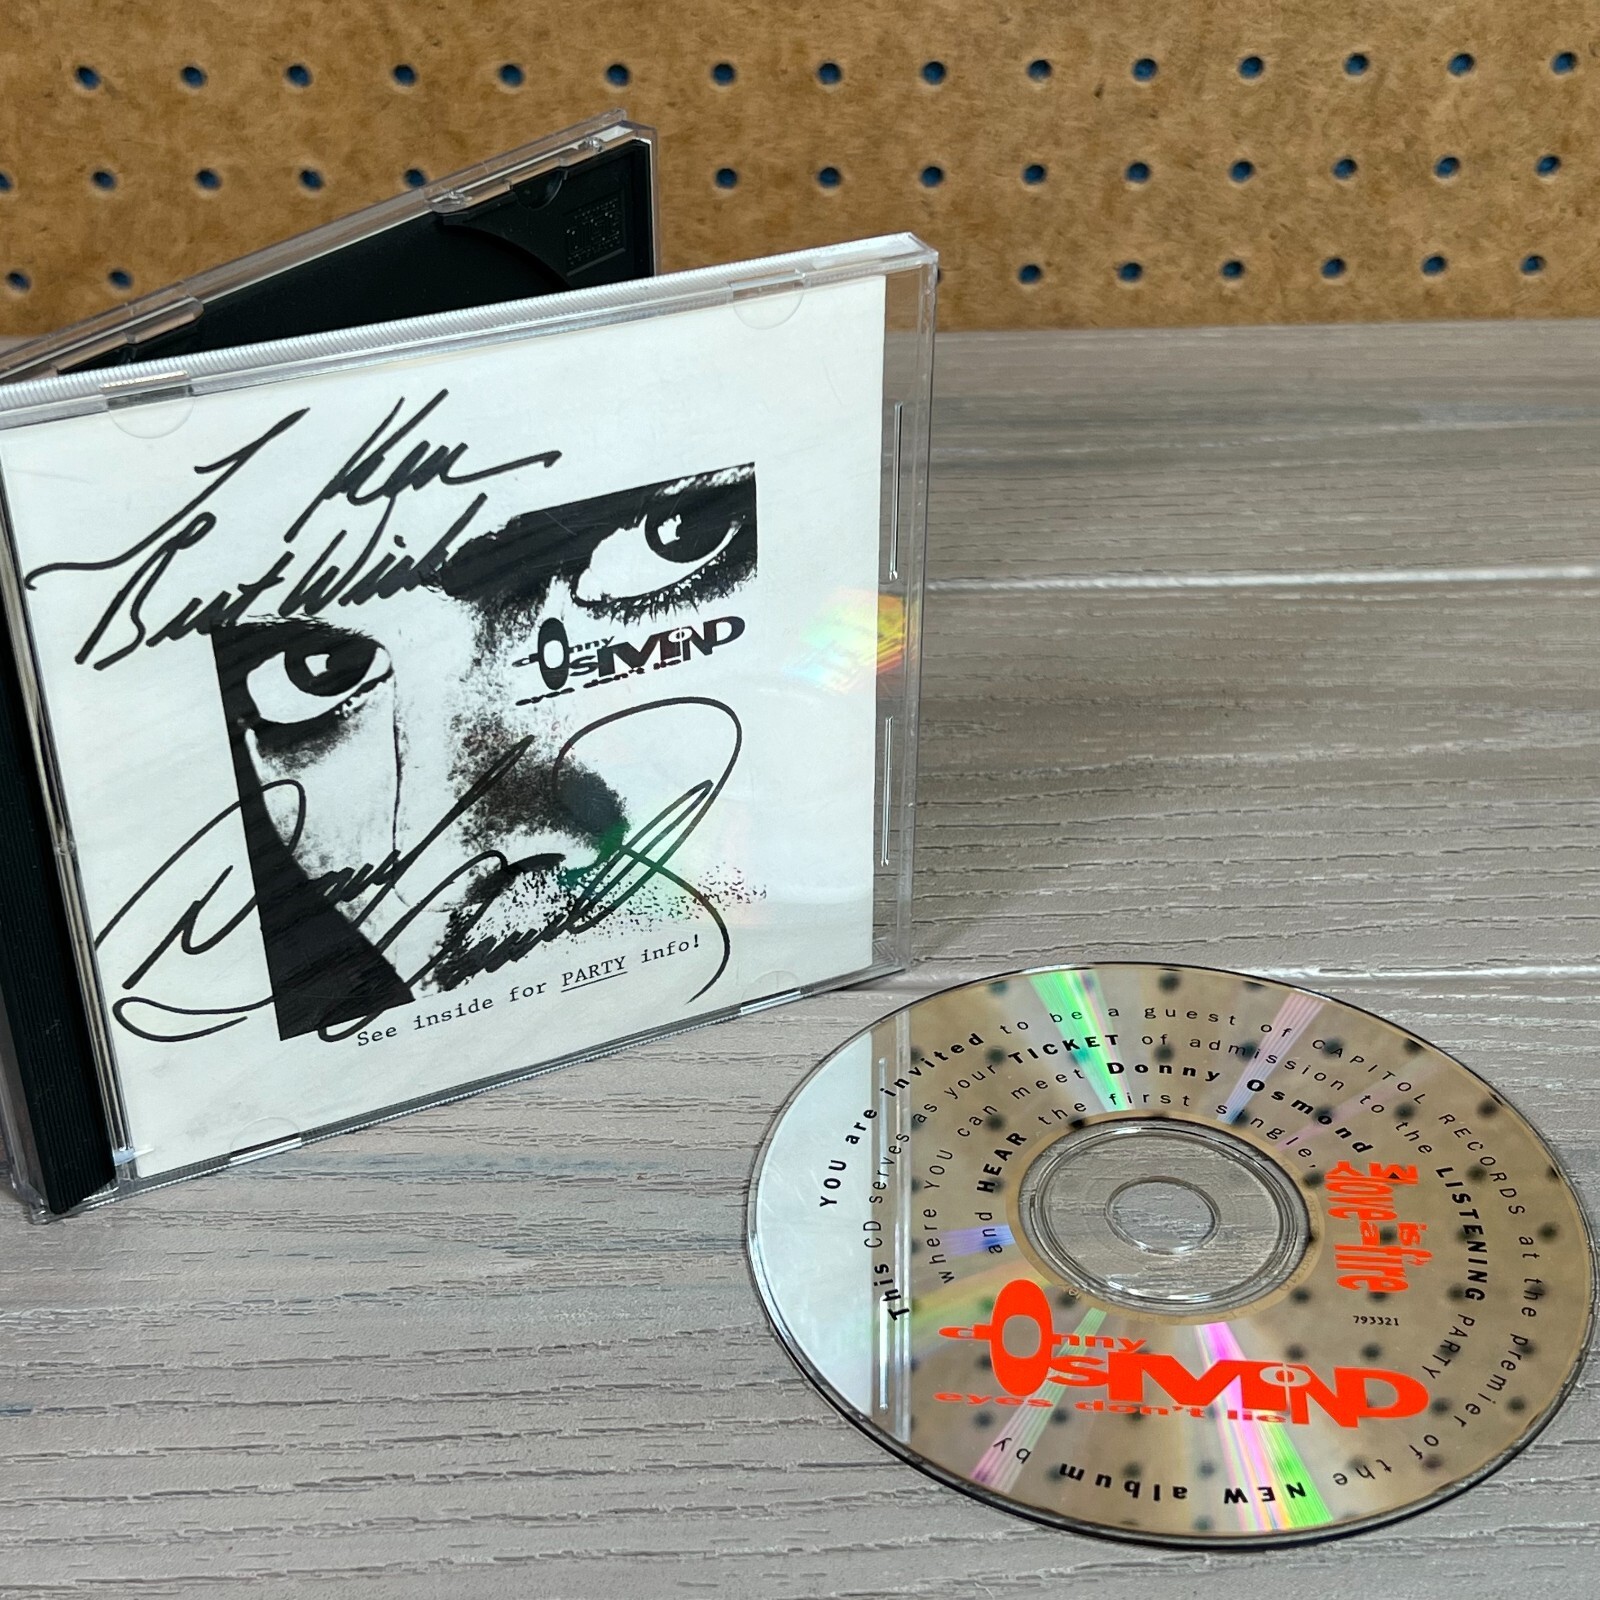 To Ken
Best Wishes
dOnny
OSMOND
eyes don't lie
Donny Osmond
See inside for PARTY info!
YOU are invited to be a guest of CAPITOL RECORDS at the premier of the NEW album by
dOnny
OSMOND
eyes don't lie
This CD serves as your TICKET of admission to the LISTENING PARTY
where YOU can meet Donny Osmond
and HEAR the first single,
love is a fire
793321